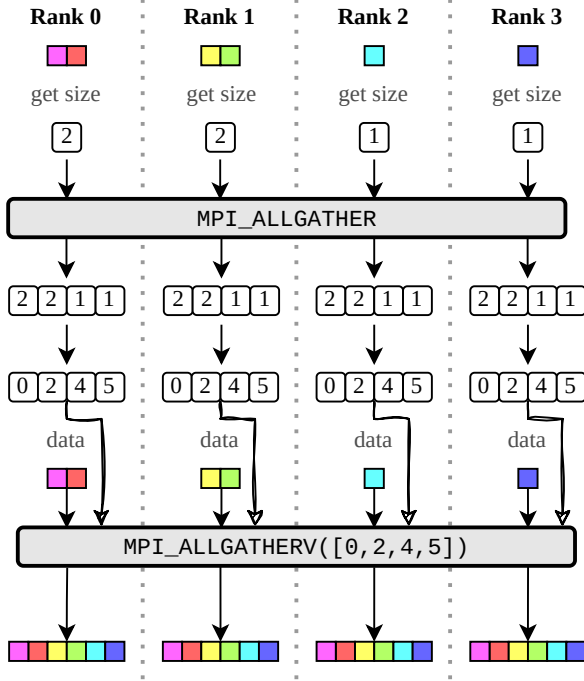 Rank 0 Rank 1 Rank 2 Rank 3
get size get size get size get size
2 2 1 1
MPI_ALLGATHER
2 2 1 1 2 2 1 1 2 2 1 1 2 2 1 1
0 2 4 5 0 2 4 5 0 2 4 5 0 2 4 5
data data data data
MPI_ALLGATHERV([0,2,4,5])